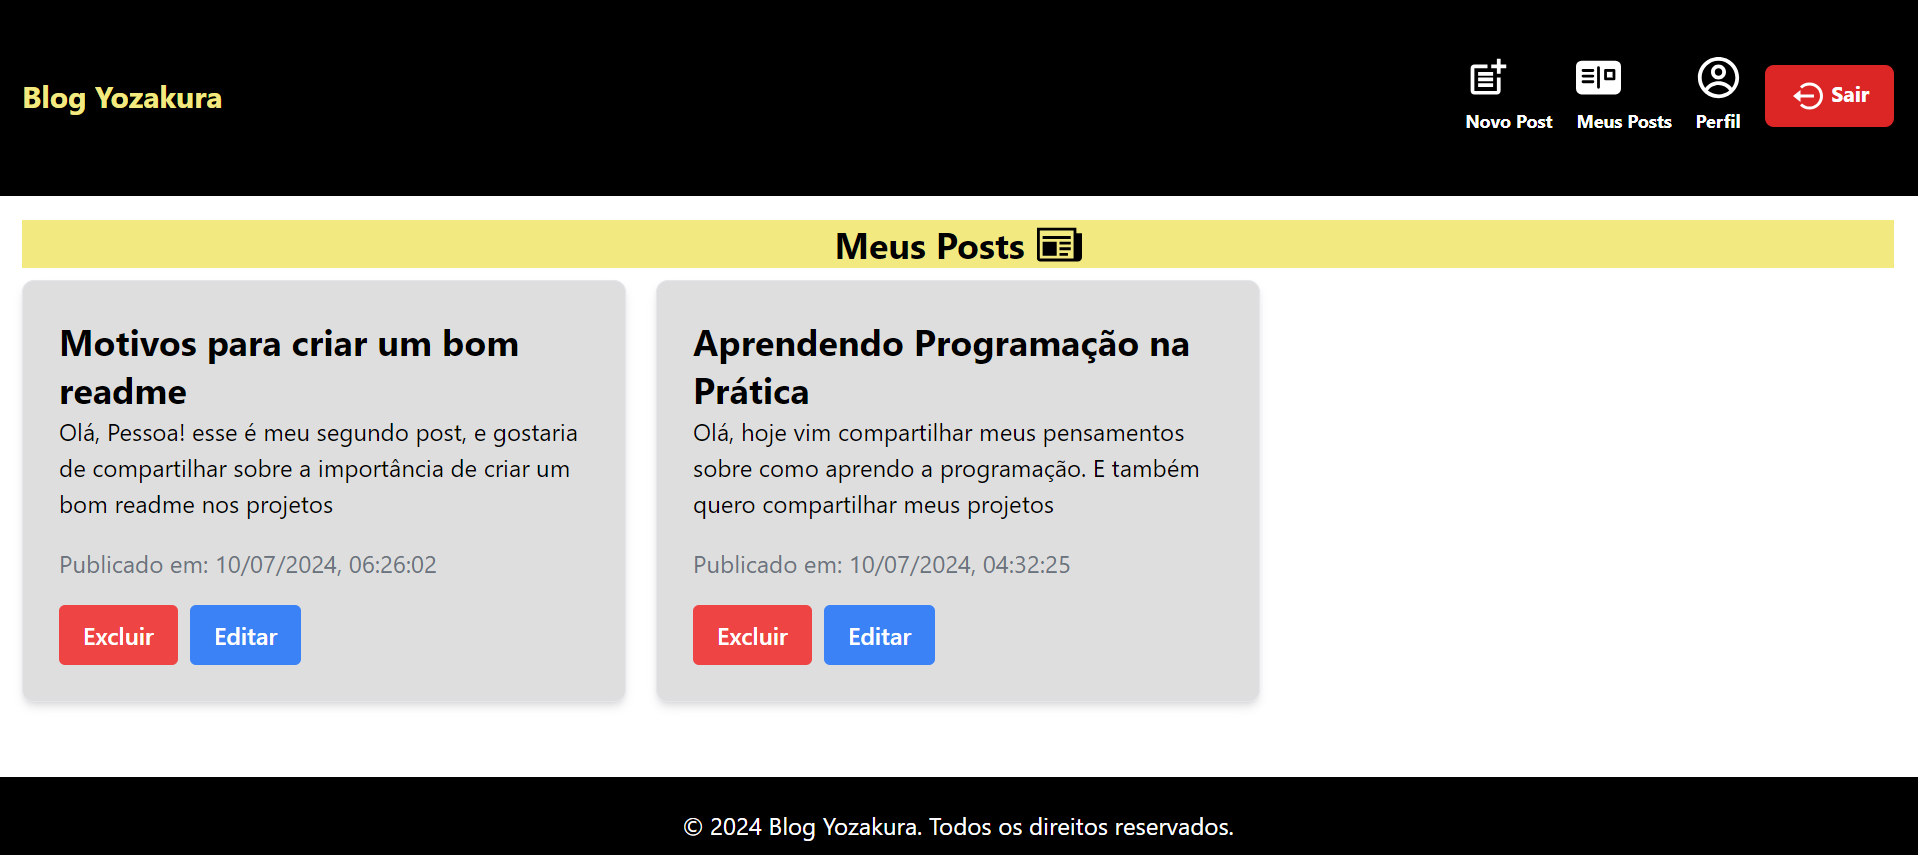 Blog Yozakura
Novo Post
Meus Posts
Perfil
Sair
Meus Posts
Motivos para criar um bom
readme
Olá, Pessoa! esse é meu segundo post, e gostaria
de compartilhar sobre a importância de criar um
bom readme nos projetos
Publicado em: 10/07/2024, 06:26:02
Excluir
Editar
Aprendendo Programação na
Prática
Olá, hoje vim compartilhar meus pensamentos
sobre como aprendo a programação. E também
quero compartilhar meus projetos
Publicado em: 10/07/2024, 04:32:25
Excluir
Editar
© 2024 Blog Yozakura. Todos os direitos reservados.